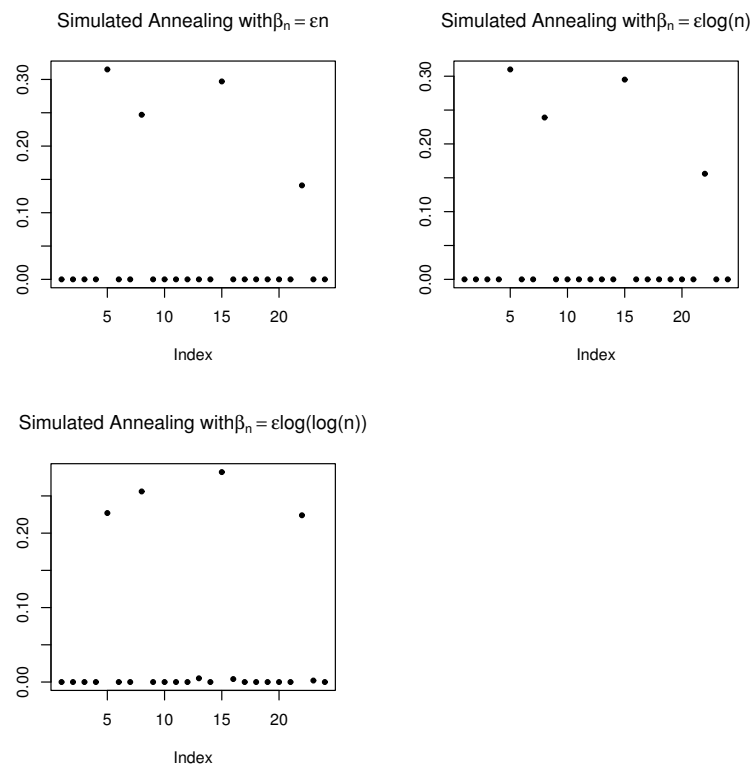 Simulated Annealing withβn = εn
0.00 0.10 0.20 0.30
5 10 15 20
Index
Simulated Annealing withβn = εlog(n)
0.00 0.10 0.20 0.30
5 10 15 20
Index
Simulated Annealing withβn = εlog(log(n))
0.00 0.10 0.20
5 10 15 20
Index